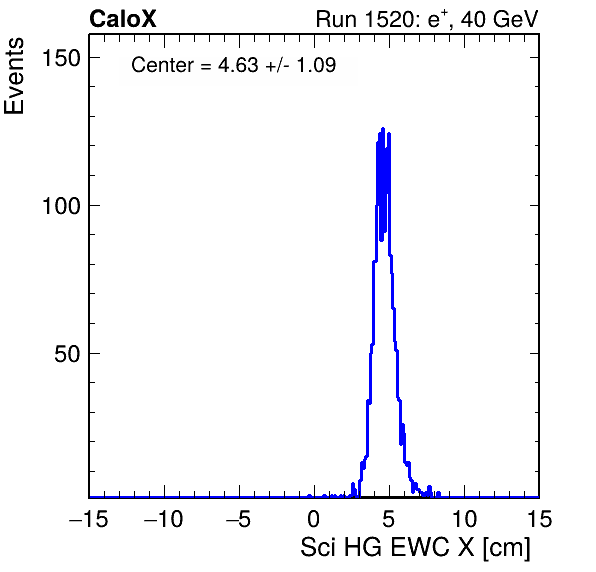 CaloX Run 1520: e⁺, 40 GeV
Center = 4.63 +/- 1.09
Events
150
100
50
−15 −10 −5 0 5 10 15
Sci HG EWC X [cm]